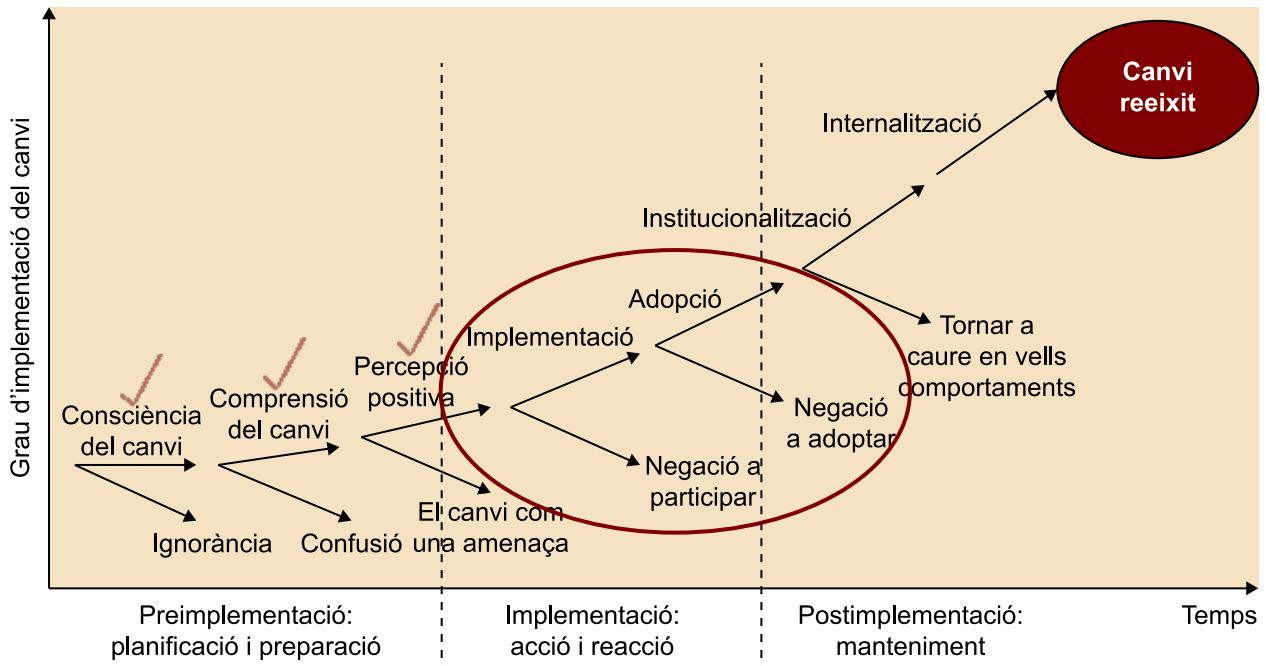 Grau d’implementació del canvi
Canvi
reeixit
Internalització
Institucionalització
Adopció
Implementació
Tornar a
caure en vells
comportaments
Percepció
positiva
Comprensió
del canvi
Consciència
del canvi
Negació
a adoptar
Negació a
participar
El canvi com
una amenaça
Confusió
Ignorància
Preimplementació:
planificació i preparació
Implementació:
acció i reacció
Postimplementació:
manteniment
Temps